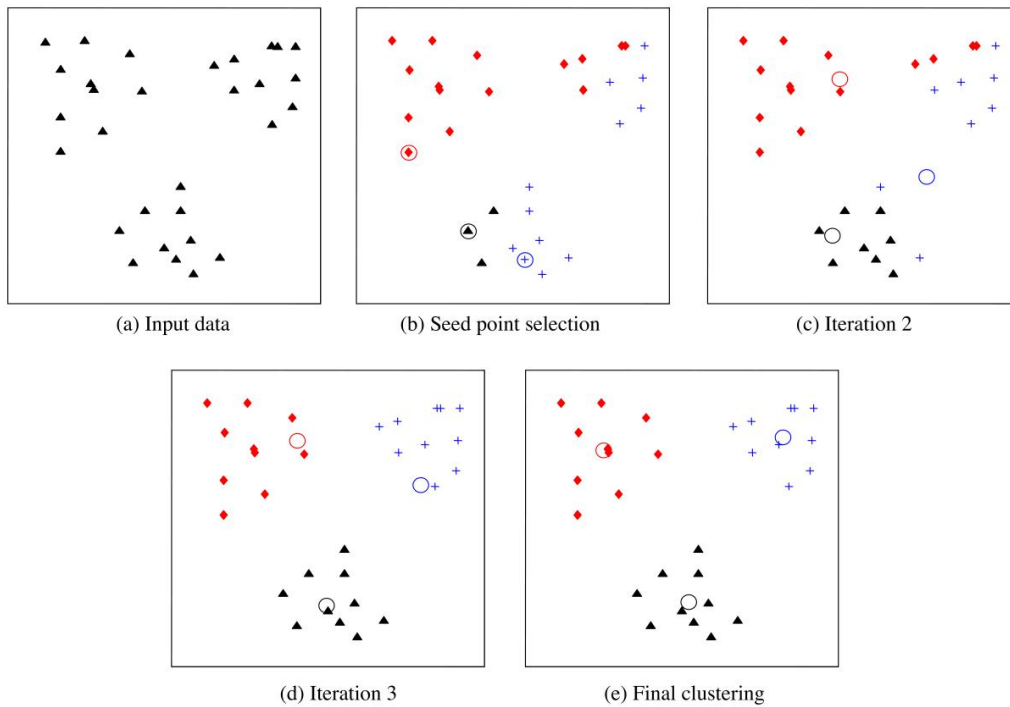 (a) Input data
(b) Seed point selection
(c) Iteration 2
(d) Iteration 3
(e) Final clustering